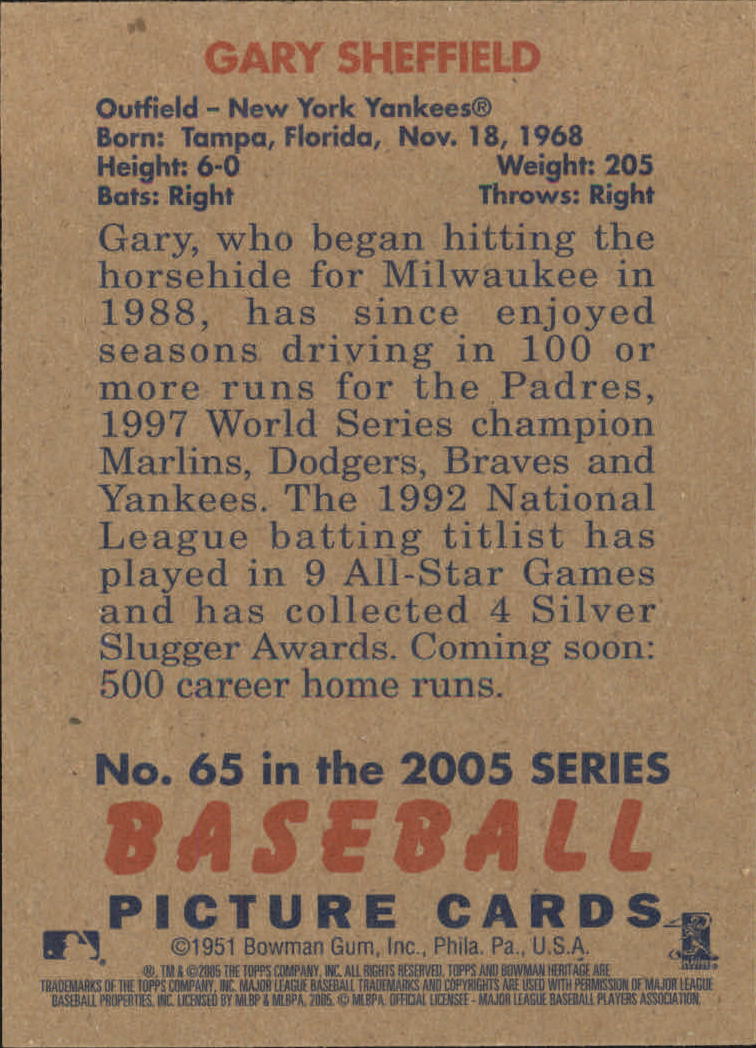 GARY SHEFFIELD
Outfield – New York Yankees®
Born: Tampa, Florida, Nov. 18, 1968
Height: 6-0 Weight: 205
Bats: Right Throws: Right
Gary, who began hitting the
horsehide for Milwaukee in
1988, has since enjoyed
seasons driving in 100 or
more runs for the Padres,
1997 World Series champion
Marlins, Dodgers, Braves and
Yankees. The 1992 National
League batting titlist has
played in 9 All-Star Games
and has collected 4 Silver
Slugger Awards. Coming soon:
500 career home runs.
No. 65 in the 2005 SERIES
BASEBALL
PICTURE CARDS
©1951 Bowman Gum, Inc., Phila. Pa., U.S.A.
®, TM & ©2005 THE TOPPS COMPANY, INC. ALL RIGHTS RESERVED. TOPPS AND BOWMAN HERITAGE ARE
TRADEMARKS OF THE TOPPS COMPANY, INC. MAJOR LEAGUE BASEBALL TRADEMARKS AND COPYRIGHTS ARE USED WITH PERMISSION OF MAJOR LEAGUE
BASEBALL PROPERTIES, INC. LICENSED BY MLBP & MLBPA, 2005. © MLBPA. OFFICIAL LICENSEE - MAJOR LEAGUE BASEBALL PLAYERS ASSOCIATION.